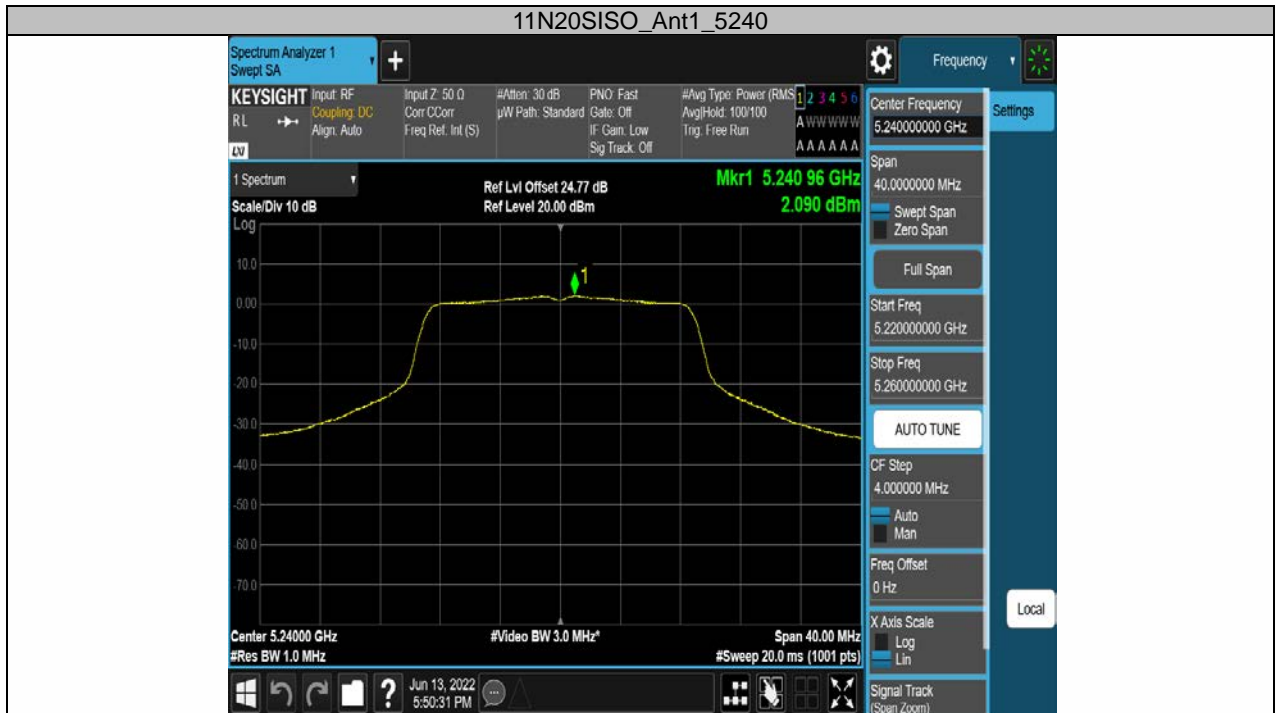 11N20SISO_Ant1_5240
Spectrum Analyzer 1
Swept SA
+
Frequency
KEYSIGHT
RL
LXI
Input: RF
Coupling: DC
Align: Auto
Input Z: 50 Ω
Corr CCorr
Freq Ref: Int (S)
#Atten: 30 dB
µW Path: Standard
PNO: Fast
Gate: Off
IF Gain: Low
Sig Track: Off
#Avg Type: Power (RMS
Avg|Hold: 100/100
Trig: Free Run
1 2 3 4 5 6
A W W W W W
A A A A A A
1 Spectrum
Scale/Div 10 dB
Log
Ref Lvl Offset 24.77 dB
Ref Level 20.00 dBm
Mkr1 5.240 96 GHz
2.090 dBm
10.0
0.00
-10.0
-20.0
-30.0
-40.0
-50.0
-60.0
-70.0
1
Center 5.24000 GHz
#Res BW 1.0 MHz
#Video BW 3.0 MHz*
Span 40.00 MHz
#Sweep 20.0 ms (1001 pts)
Center Frequency
5.240000000 GHz
Settings
Span
40.0000000 MHz
Swept Span
Zero Span
Full Span
Start Freq
5.220000000 GHz
Stop Freq
5.260000000 GHz
AUTO TUNE
CF Step
4.000000 MHz
Auto
Man
Freq Offset
0 Hz
X Axis Scale
Log
Lin
Local
Signal Track
(Span Zoom)
?
Jun 13, 2022
5:50:31 PM